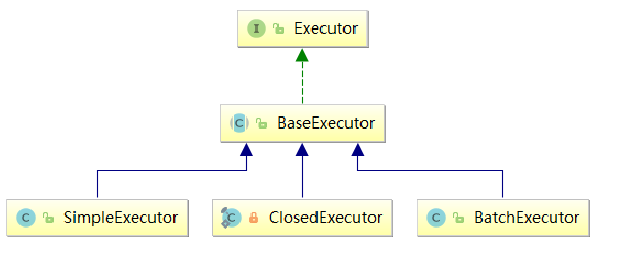 I Executor
C BaseExecutor
C SimpleExecutor
C ClosedExecutor
C BatchExecutor